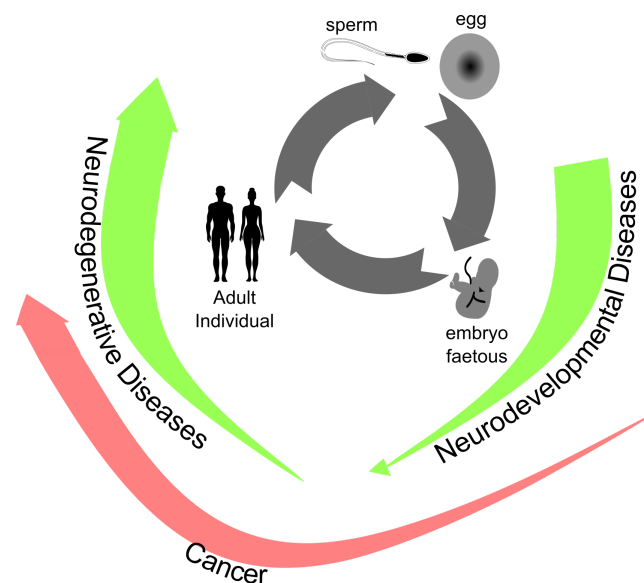 sperm
egg
Neurodegenerative Diseases
Neurodevelopmental Diseases
Adult
Individual
embryo
faetous
Cancer